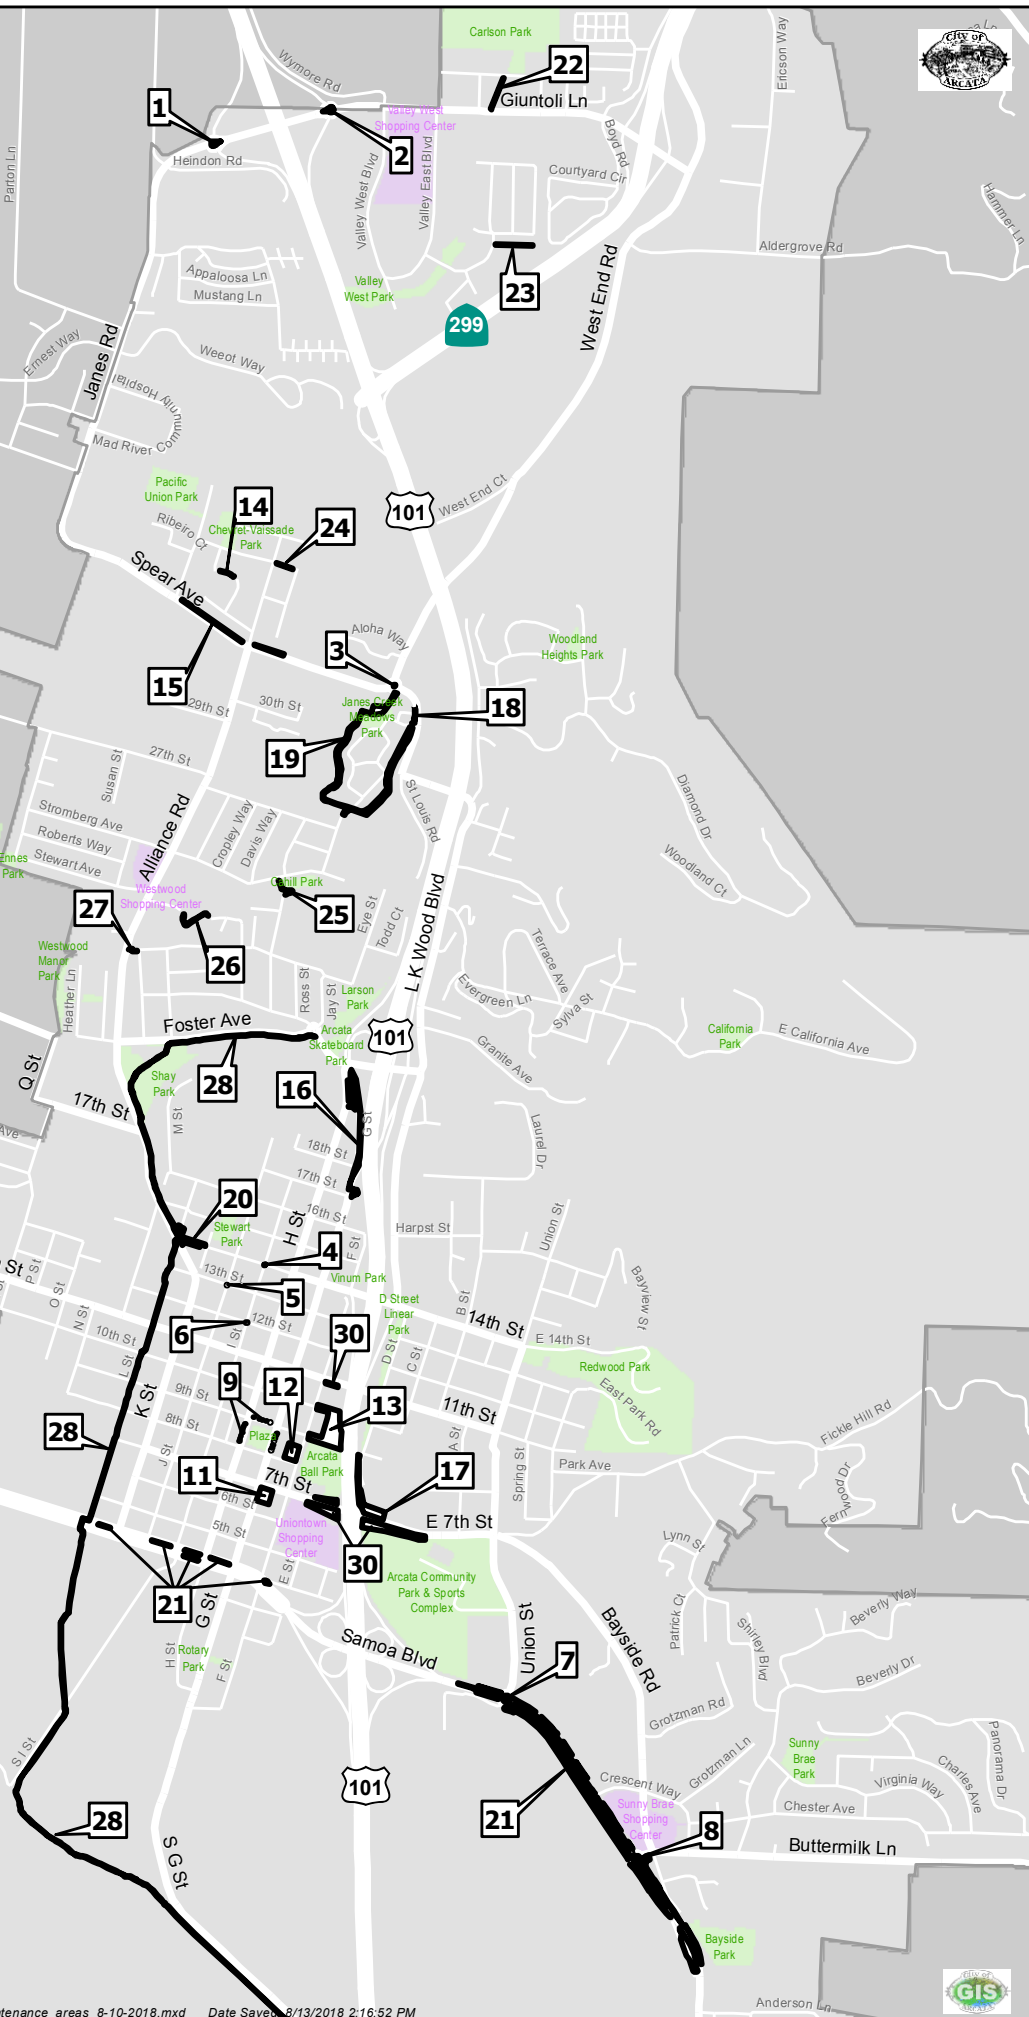 Carlson Park
City of
ARCATA
Ericson Way
Wymore Rd
22
Giuntoli Ln
1
Valley West
Shopping Center
2
Heindon Rd
Parton Ln
Boyd Rd
Courtyard Cir
Valley West Blvd
Valley East Blvd
Hammer Ln
Aldergrove Rd
West End Rd
Appaloosa Ln
Mustang Ln
Valley
West Park
23
299
Janes Rd
Ernest Way
Weeot Way
Mad River Community Hospital
Pacific
Union Park
14
Ribeiro Ct
Chevret-Vaissade
Park
24
101
West End Ct
Spear Ave
Aloha Way
3
Woodland
Heights Park
15
29th St
30th St
Janes Creek
Meadows
Park
18
19
27th St
Susan St
Alliance Rd
Stromberg Ave
Roberts Way
Stewart Ave
Ennes
Park
Cropley Way
Davis Way
St Louis Rd
Diamond Dr
Woodland Ct
Westwood
Shopping Center
Cahill Park
25
27
26
Eye St
Todd Ct
L K Wood Blvd
Westwood
Manor
Park
Heather Ln
Ross St
Jay St
Larson
Park
Terrace Ave
Evergreen Ln
Sylva St
Foster Ave
Arcata
Skateboard
Park
101
Granite Ave
California
Park
E California Ave
Q St
Shay
Park
28
16
17th St
M St
G St
18th St
17th St
16th St
Laurel Dr
Ave
20
Stewart
Park
H St
F St
Harpst St
Union St
4
13th St
Vinum Park
5
St
P St
O St
N St
Bayview St
D Street
Linear
Park
B St
14th St
E 14th St
6
12th St
I St
10th St
L St
30
D St
C St
Redwood Park
East Park Rd
9
12
13
11th St
K St
9th St
8th St
Plaza
Arcata
Ball Park
A St
Spring St
Park Ave
Fickle Hill Rd
Fernwood Dr
28
J St
11
7th St
17
6th St
5th St
Uniontown
Shopping
Center
30
E 7th St
Lynn St
E St
21
G St
Arcata Community
Park & Sports
Complex
Union St
Bayside Rd
Patrick Ct
Shirley Blvd
Beverly Way
Beverly Dr
H St
Rotary
Park
F St
Samoa Blvd
7
Grotzman Rd
S I St
101
Crescent Way
Grotzman Ln
Sunny
Brae
Park
Panorama Dr
Charles Ave
Virginia Way
Chester Ave
28
21
Sunny Brae
Shopping
Center
8
Buttermilk Ln
S G St
Bayside
Park
City of
GIS
ARCATA
Anderson Ln
tenance_areas_8-10-2018.mxd Date Saved: 8/13/2018 2:16:52 PM